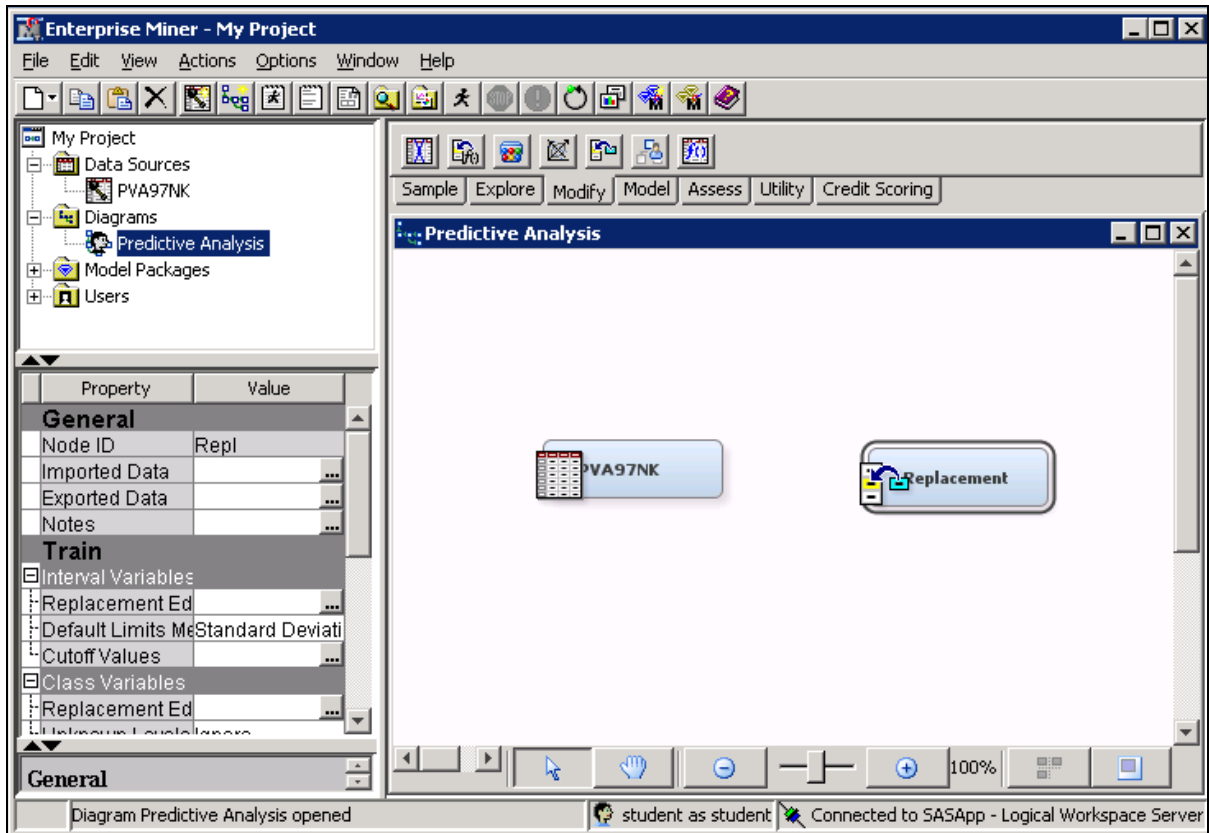 Enterprise Miner - My Project
File Edit View Actions Options Window Help
My Project
Data Sources
PVA97NK
Diagrams
Predictive Analysis
Model Packages
Users
Property Value
General
Node ID Repl
Imported Data ...
Exported Data ...
Notes ...
Train
Interval Variables
Replacement Ed ...
Default Limits Me Standard Deviati
Cutoff Values ...
Class Variables
Replacement Ed ...
Unknown Levels Ignore
General
Sample Explore Modify Model Assess Utility Credit Scoring
Predictive Analysis
PVA97NK
Replacement
100%
Diagram Predictive Analysis opened
student as student
Connected to SASApp - Logical Workspace Server